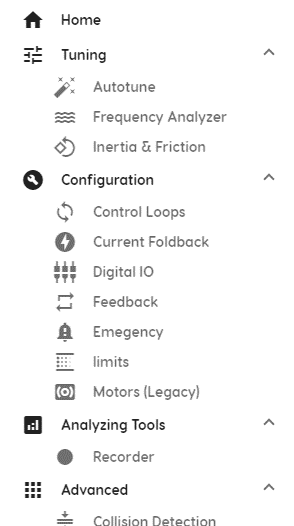 Home
Tuning
Autotune
Frequency Analyzer
Inertia & Friction
Configuration
Control Loops
Current Foldback
Digital IO
Feedback
Emegency
limits
Motors (Legacy)
Analyzing Tools
Recorder
Advanced
Collision Detection